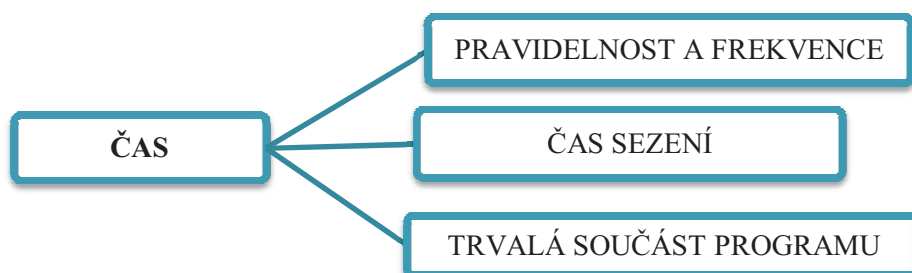 PRAVIDELNOST A FREKVENCE
ČAS
ČAS SEZENÍ
TRVALÁ SOUČÁST PROGRAMU